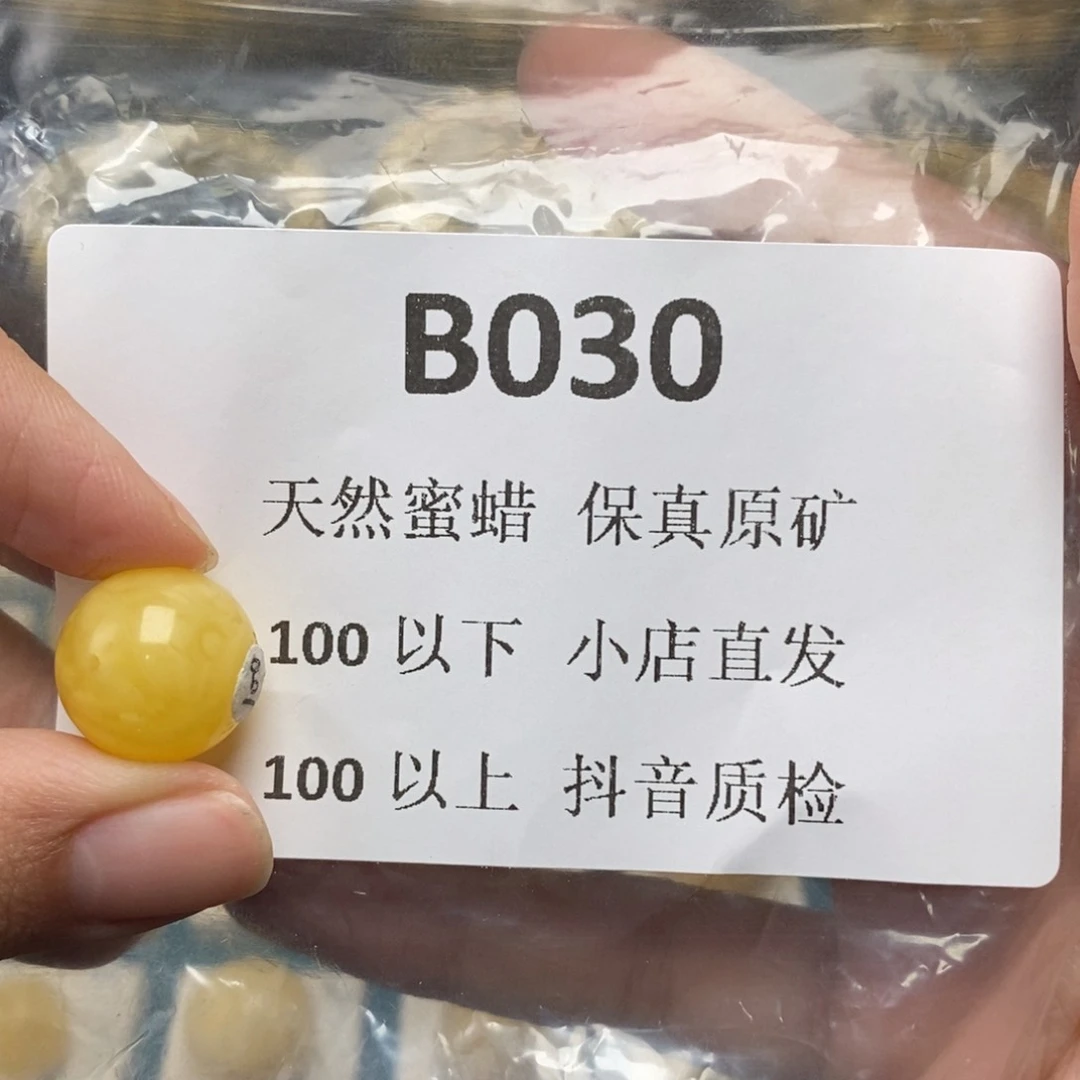 B030
天然蜜蜡 保真原矿
100 以下 小店直发
100 以上 抖音质检